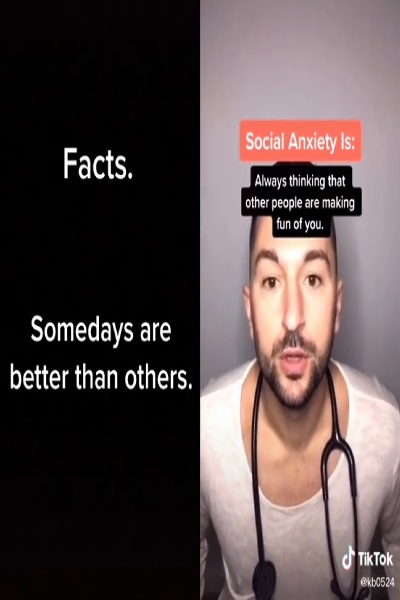 Facts.
Somedays are
better than others.
Social Anxiety Is:
Always thinking that
other people are making
fun of you.
TikTok
@kb0524